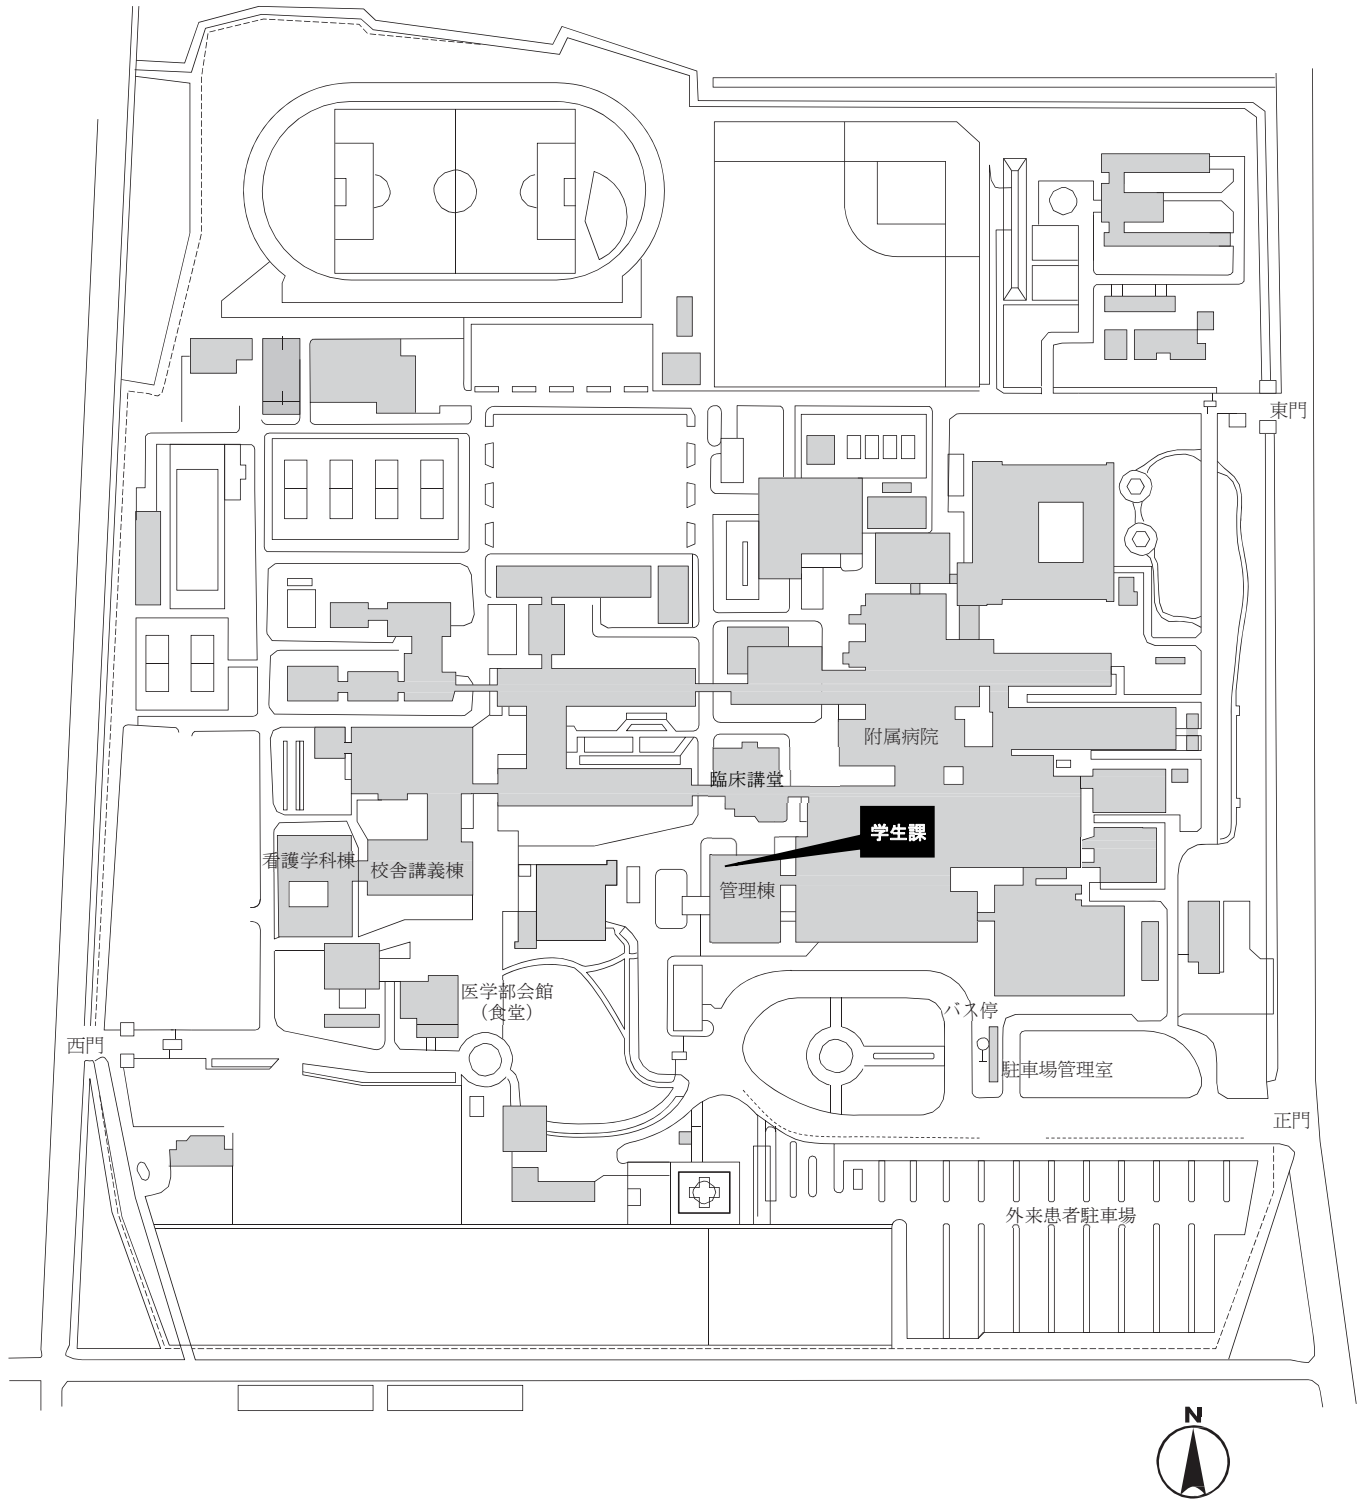 東門
附属病院
臨床講堂
学生課
看護学科棟
校舎講義棟
管理棟
医学部会館
（食堂）
バス停
西門
駐車場管理室
正門
外来患者駐車場
N